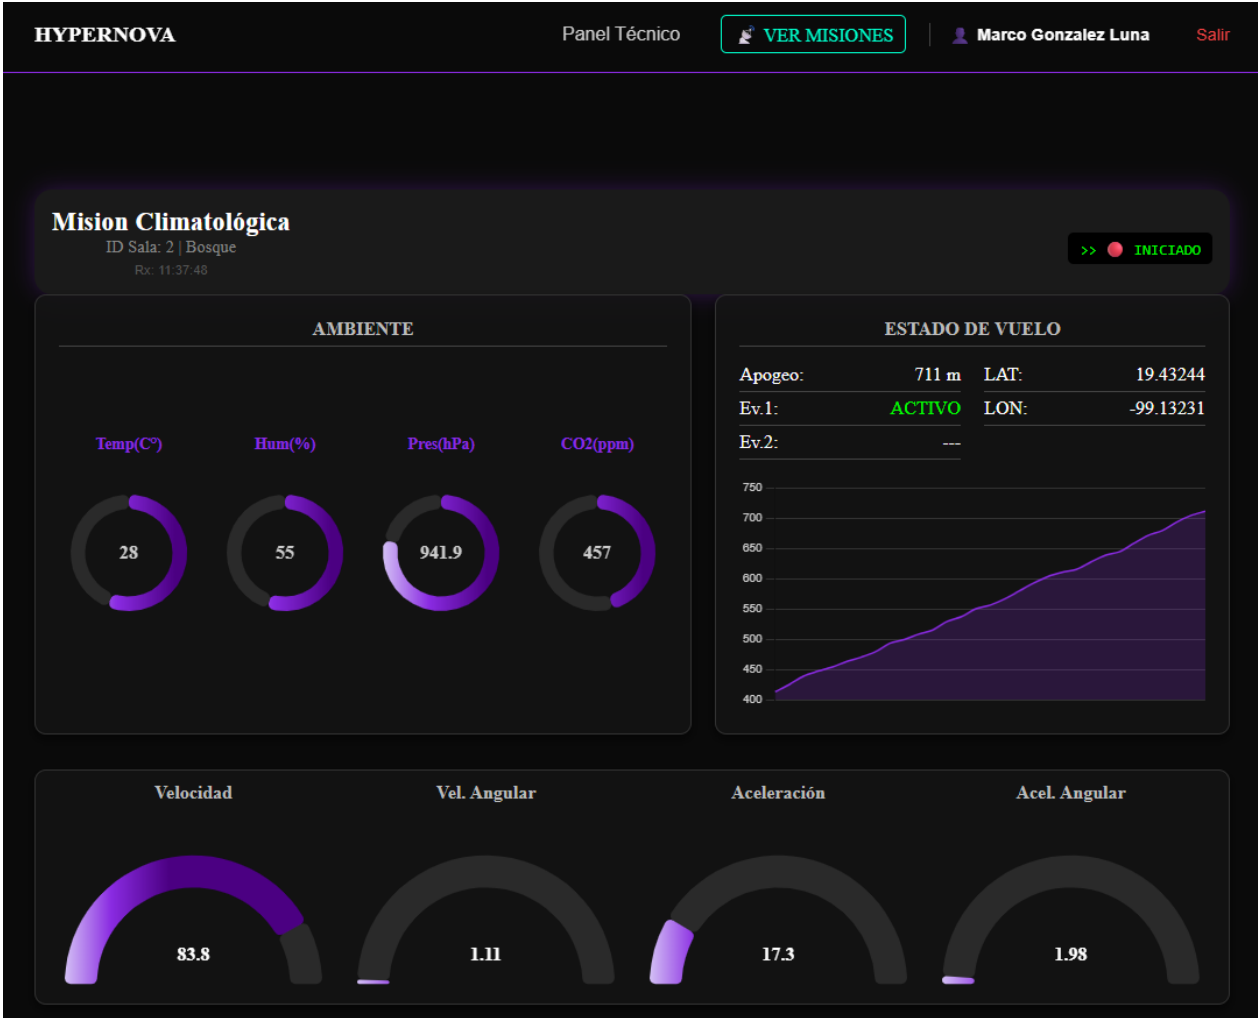 HYPERNOVA
Panel Técnico
VER MISIONES
Marco Gonzalez Luna
Salir
Mision Climatológica
ID Sala: 2 | Bosque
Rx: 11:37:48
>> INICIADO
AMBIENTE
Temp(C°) Hum(%) Pres(hPa) CO2(ppm)
28 55 941.9 457
ESTADO DE VUELO
Apogeo: 711 m LAT: 19.43244
Ev.1: ACTIVO LON: -99.13231
Ev.2: ---
750
700
650
600
550
500
450
400
Velocidad Vel. Angular Aceleración Acel. Angular
83.8 1.11 17.3 1.98